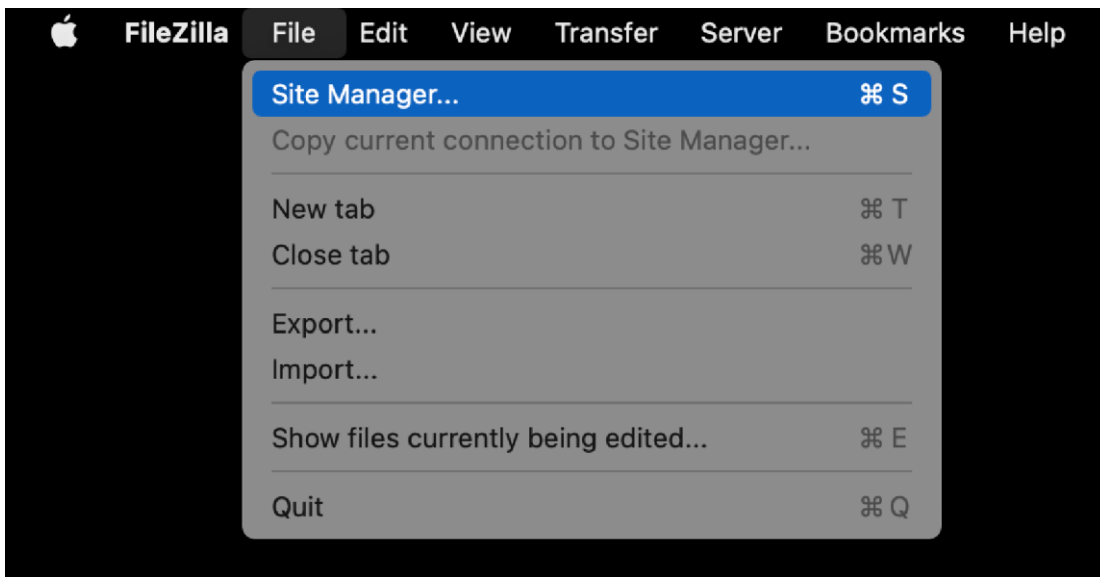 FileZilla File Edit View Transfer Server Bookmarks Help
Site Manager... ⌘ S
Copy current connection to Site Manager...
New tab ⌘ T
Close tab ⌘ W
Export...
Import...
Show files currently being edited... ⌘ E
Quit ⌘ Q